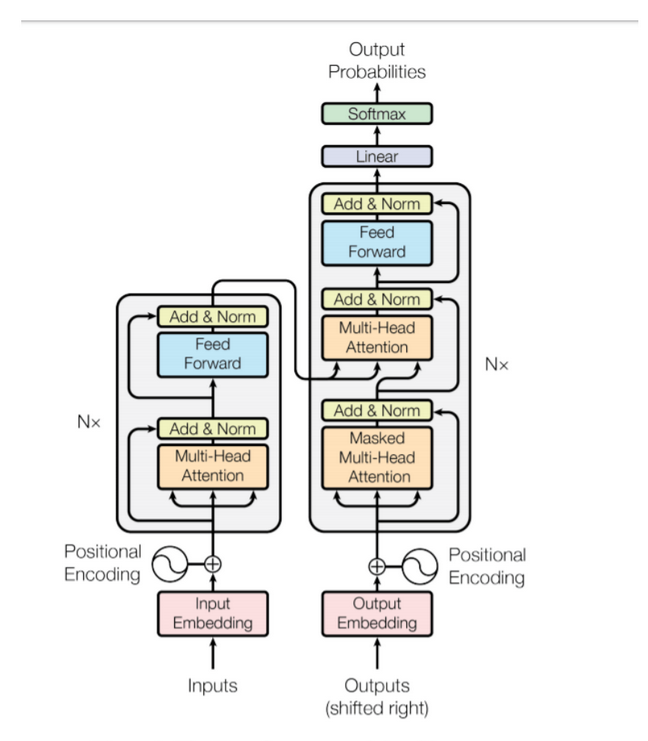 Output
Probabilities
Softmax
Linear
Add & Norm
Feed
Forward
Add & Norm
Multi-Head
Attention
Add & Norm
Masked
Multi-Head
Attention
Nx
Add & Norm
Feed
Forward
Add & Norm
Multi-Head
Attention
Nx
Positional
Encoding
Positional
Encoding
Input
Embedding
Output
Embedding
Inputs
Outputs
(shifted right)